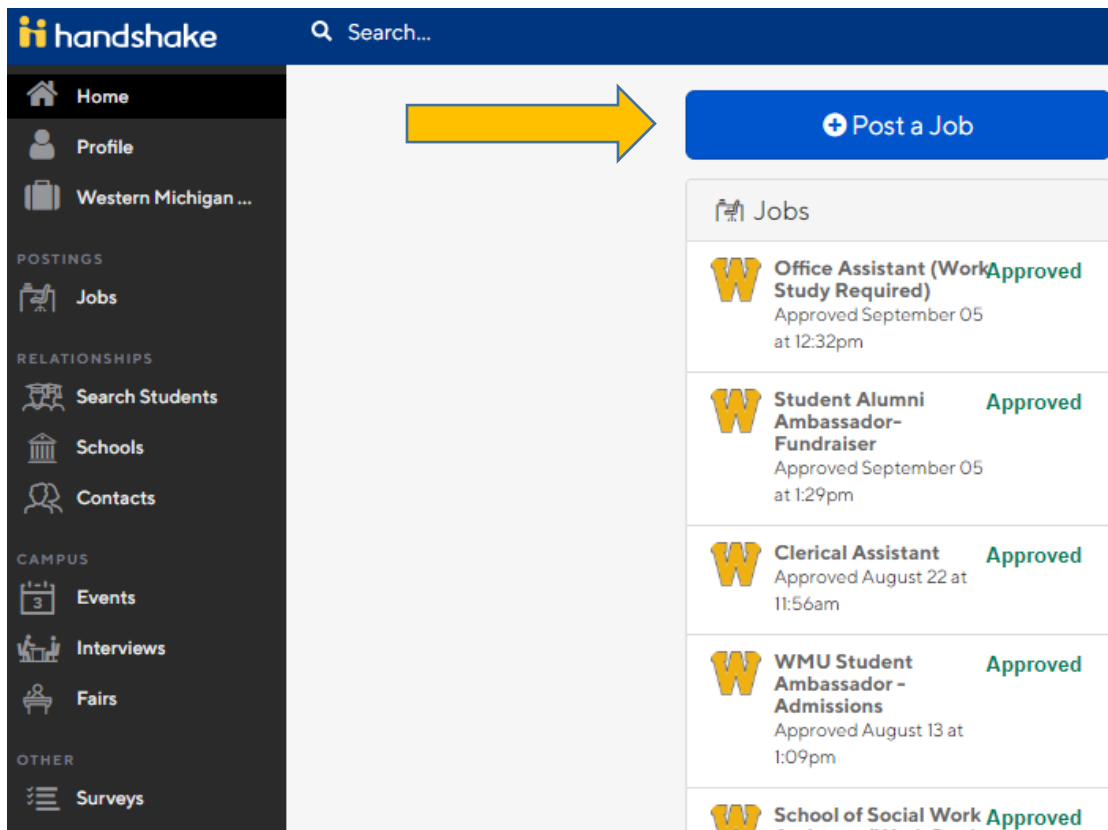 handshake
Search...
Home
Profile
Western Michigan ...
POSTINGS
Jobs
RELATIONSHIPS
Search Students
Schools
Contacts
CAMPUS
3
Events
Interviews
Fairs
OTHER
Surveys
Post a Job
Jobs
W
Office Assistant (Work Approved
Study Required)
Approved September 05
at 12:32pm
W
Student Alumni Approved
Ambassador-
Fundraiser
Approved September 05
at 1:29pm
W
Clerical Assistant Approved
Approved August 22 at
11:56am
W
WMU Student Approved
Ambassador -
Admissions
Approved August 13 at
1:09pm
W
School of Social Work Approved